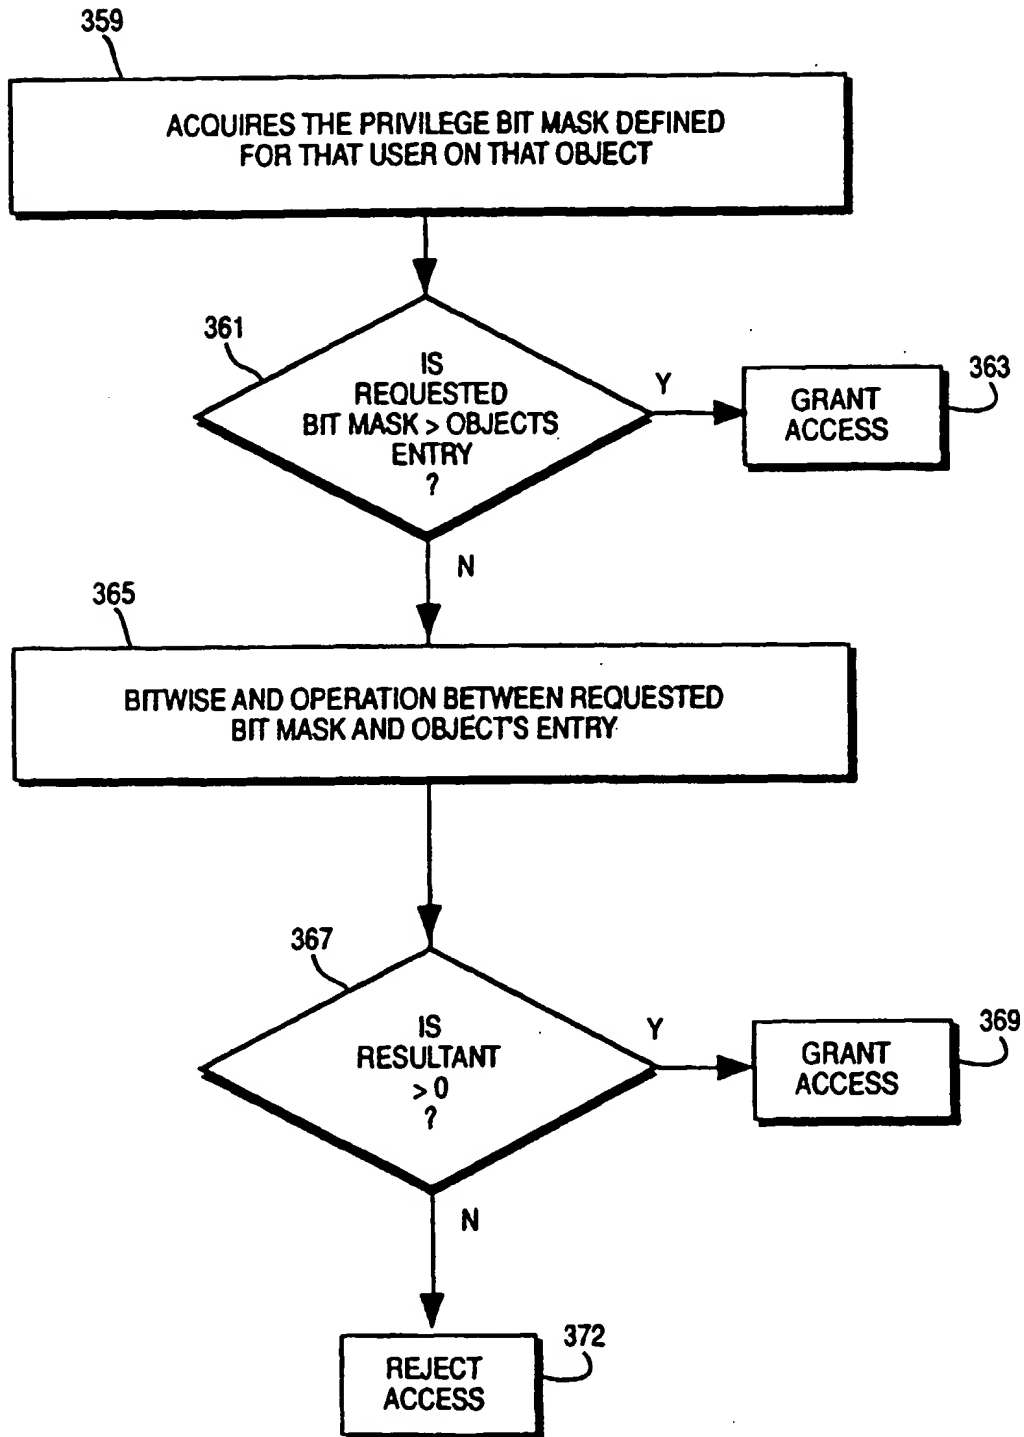 359
ACQUIRES THE PRIVILEGE BIT MASK DEFINED
FOR THAT USER ON THAT OBJECT
361
IS
REQUESTED
BIT MASK > OBJECTS
ENTRY
?
Y
GRANT
ACCESS
363
N
365
BITWISE AND OPERATION BETWEEN REQUESTED
BIT MASK AND OBJECT'S ENTRY
367
IS
RESULTANT
> 0
?
Y
GRANT
ACCESS
369
N
REJECT
ACCESS
372